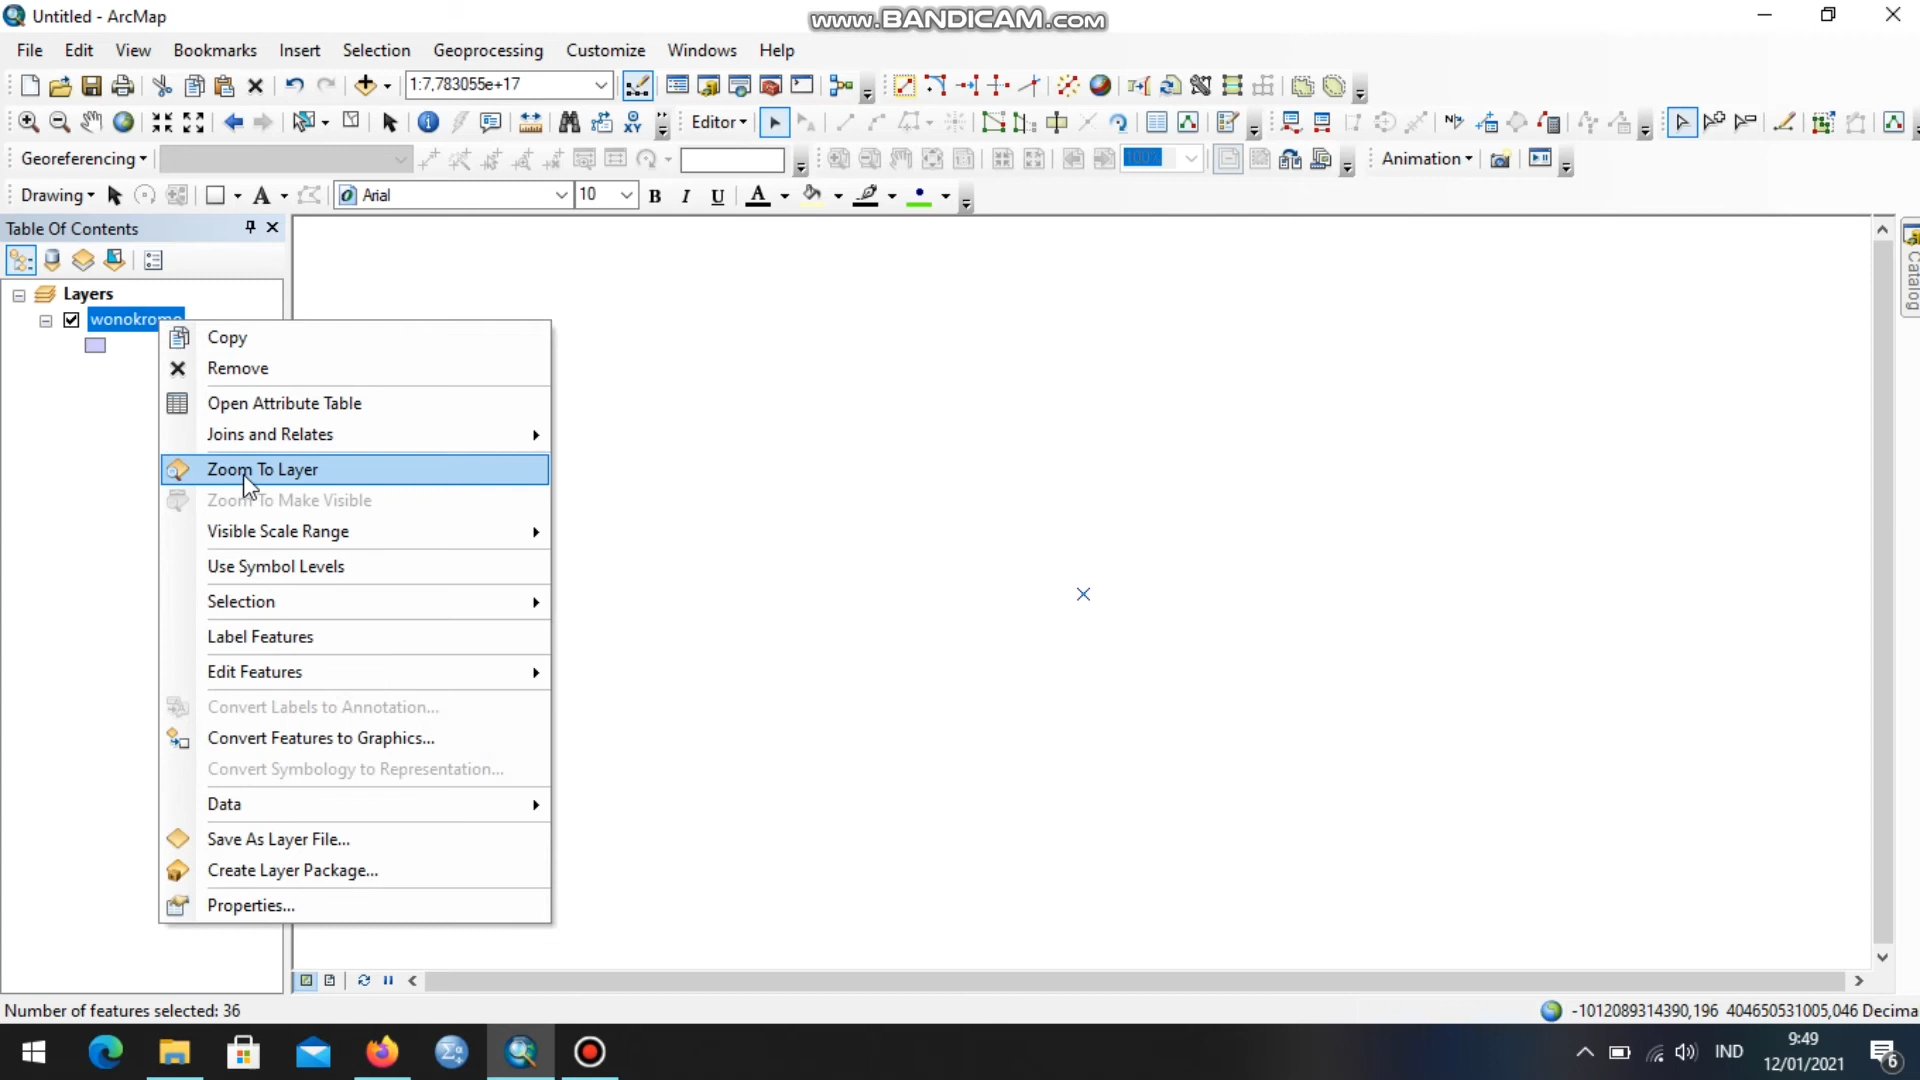 Untitled - ArcMap
www.BANDICAM.com
File Edit View Bookmarks Insert Selection Geoprocessing Customize Windows Help
1:7,783055e+17
Editor
Georeferencing
100%
Animation
Drawing
A
Arial
10
B I U A
Table Of Contents
Layers
wonokromo
Copy
Remove
Open Attribute Table
Joins and Relates
Zoom To Layer
Zoom To Make Visible
Visible Scale Range
Use Symbol Levels
Selection
Label Features
Edit Features
Convert Labels to Annotation...
Convert Features to Graphics...
Convert Symbology to Representation...
Data
Save As Layer File...
Create Layer Package...
Properties...
Catalog
Number of features selected: 36
-1012089314390,196 404650531005,046 Decima
IND
9:49
12/01/2021
6